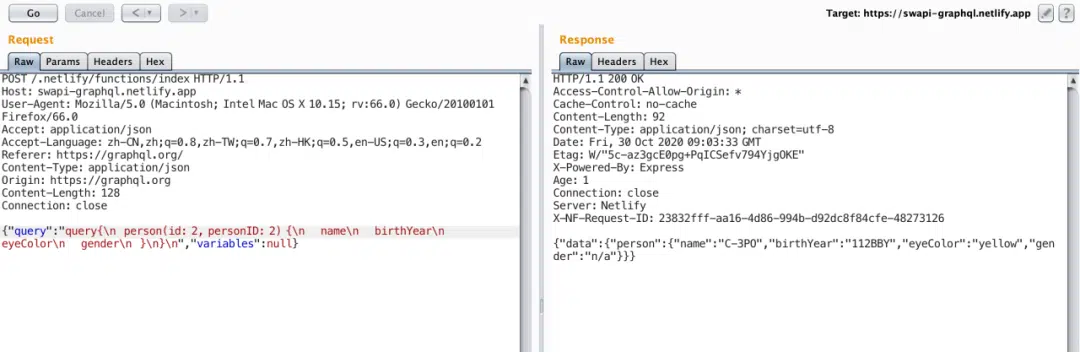 Go Cancel < > Target: https://swapi-graphql.netlify.app ?
Request
Raw Params Headers Hex
POST /.netlify/functions/index HTTP/1.1
Host: swapi-graphql.netlify.app
User-Agent: Mozilla/5.0 (Macintosh; Intel Mac OS X 10.15; rv:66.0) Gecko/20100101
Firefox/66.0
Accept: application/json
Accept-Language: zh-CN,zh;q=0.8,zh-TW;q=0.7,zh-HK;q=0.5,en-US;q=0.3,en;q=0.2
Referer: https://graphql.org/
Content-Type: application/json
Origin: https://graphql.org
Content-Length: 128
Connection: close

{"query":"query{\n person(id: 2, personID: 2) {\n   name\n   birthYear\n
eyeColor\n   gender\n }\n}\n","variables":null}
Response
Raw Headers Hex
HTTP/1.1 200 OK
Access-Control-Allow-Origin: *
Cache-Control: no-cache
Content-Length: 92
Content-Type: application/json; charset=utf-8
Date: Fri, 30 Oct 2020 09:03:33 GMT
Etag: W/"5c-az3gcE0pg+PqICSefv794YjgOKE"
X-Powered-By: Express
Age: 1
Connection: close
Server: Netlify
X-NF-Request-ID: 23832fff-aa16-4d86-994b-d92dc8f84cfe-48273126

{"data":{"person":{"name":"C-3PO","birthYear":"112BBY","eyeColor":"yellow","gen
der":"n/a"}}}